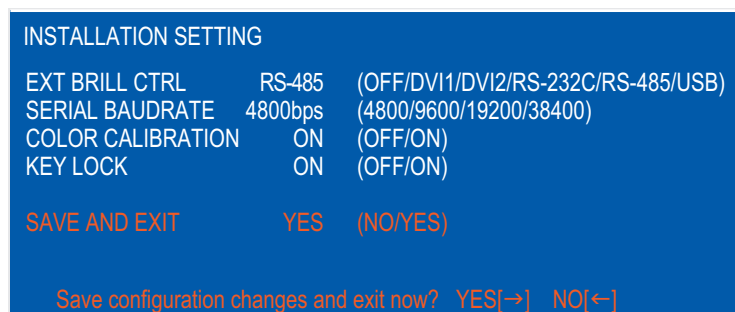 INSTALLATION SETTING
EXT BRILL CTRL RS-485 (OFF/DVI1/DVI2/RS-232C/RS-485/USB)
SERIAL BAUDRATE 4800bps (4800/9600/19200/38400)
COLOR CALIBRATION ON (OFF/ON)
KEY LOCK ON (OFF/ON)
SAVE AND EXIT YES (NO/YES)
Save configuration changes and exit now? YES[→] NO[←]